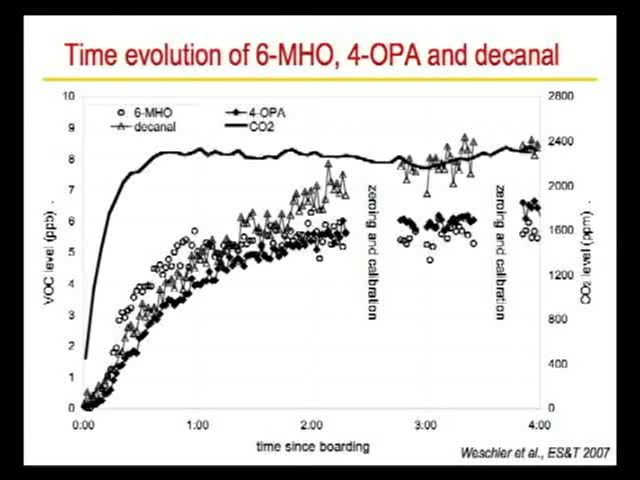 Time evolution of 6-MHO, 4-OPA and decanal
10
9
8
7
6
5
4
3
2
1
0
VOC level (ppb)
6-MHO
4-OPA
decanal
CO2
zeroing and calibration
zeroing and calibration
2800
2400
2000
1600
1200
800
400
0
CO2 level (ppm)
0:00
1:00
2:00
3:00
4:00
time since boarding
Weschler et al., ES&T 2007